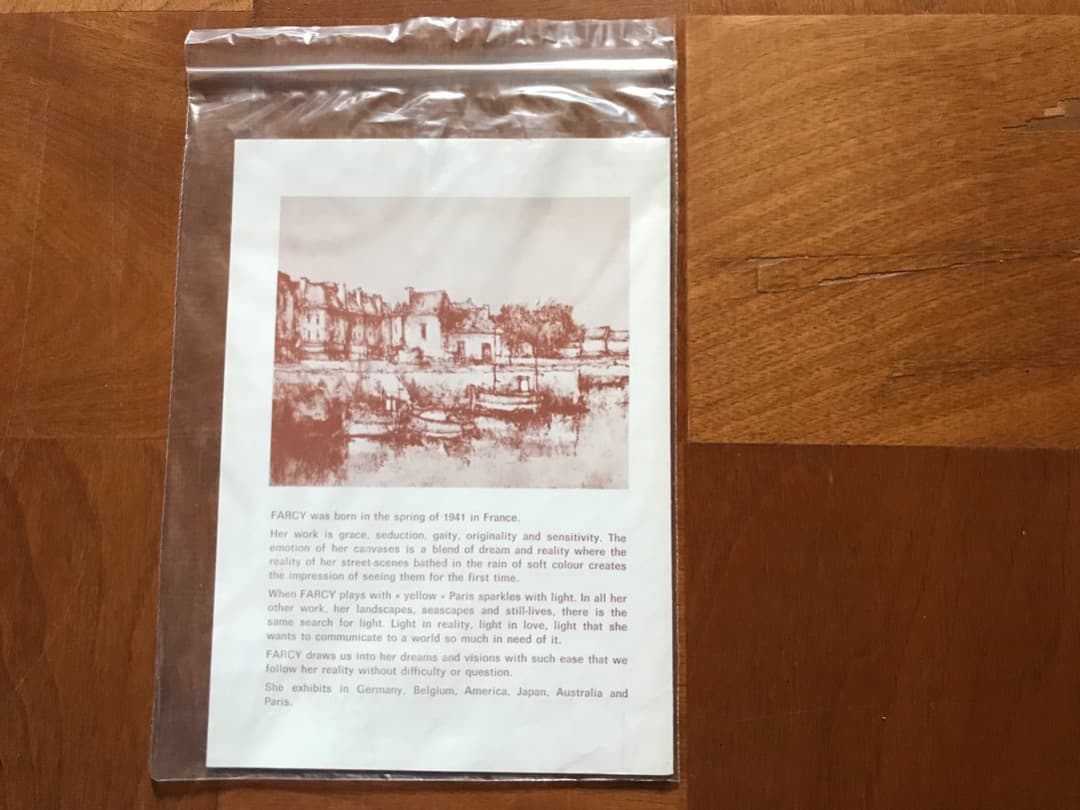 FARCY was born in the spring of 1941 in France.
Her work is grace, seduction, gaity, originality and sensitivity. The
emotion of her canvases is a blend of dream and reality where the
reality of her street-scenes bathed in the rain of soft colour creates
the impression of seeing them for the first time.
When FARCY plays with « yellow « Paris sparkles with light. In all her
other work, her landscapes, seascapes and still-lives, there is the
same search for light. Light in reality, light in love, light that she
wants to communicate to a world so much in need of it.
FARCY draws us into her dreams and visions with such ease that we
follow her reality without difficulty or question.
She exhibits in Germany, Belgium, America, Japan, Australia and
Paris.